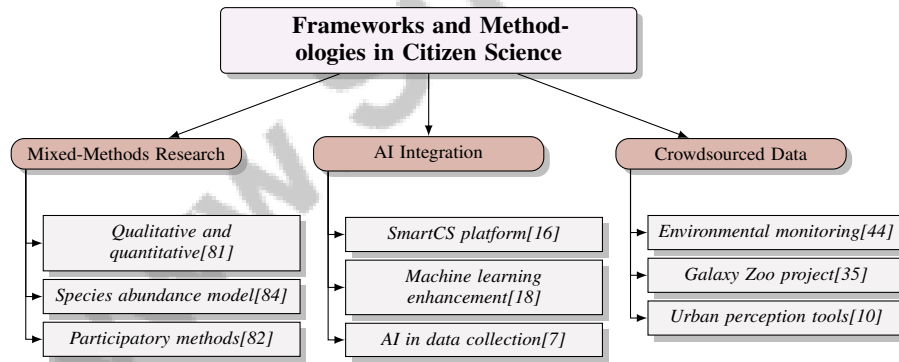 Frameworks and Method-
ologies in Citizen Science
Mixed-Methods Research
AI Integration
Crowdsourced Data
Qualitative and
quantitative[81]
Species abundance model[84]
Participatory methods[82]
SmartCS platform[16]
Machine learning
enhancement[18]
AI in data collection[7]
Environmental monitoring[44]
Galaxy Zoo project[35]
Urban perception tools[10]